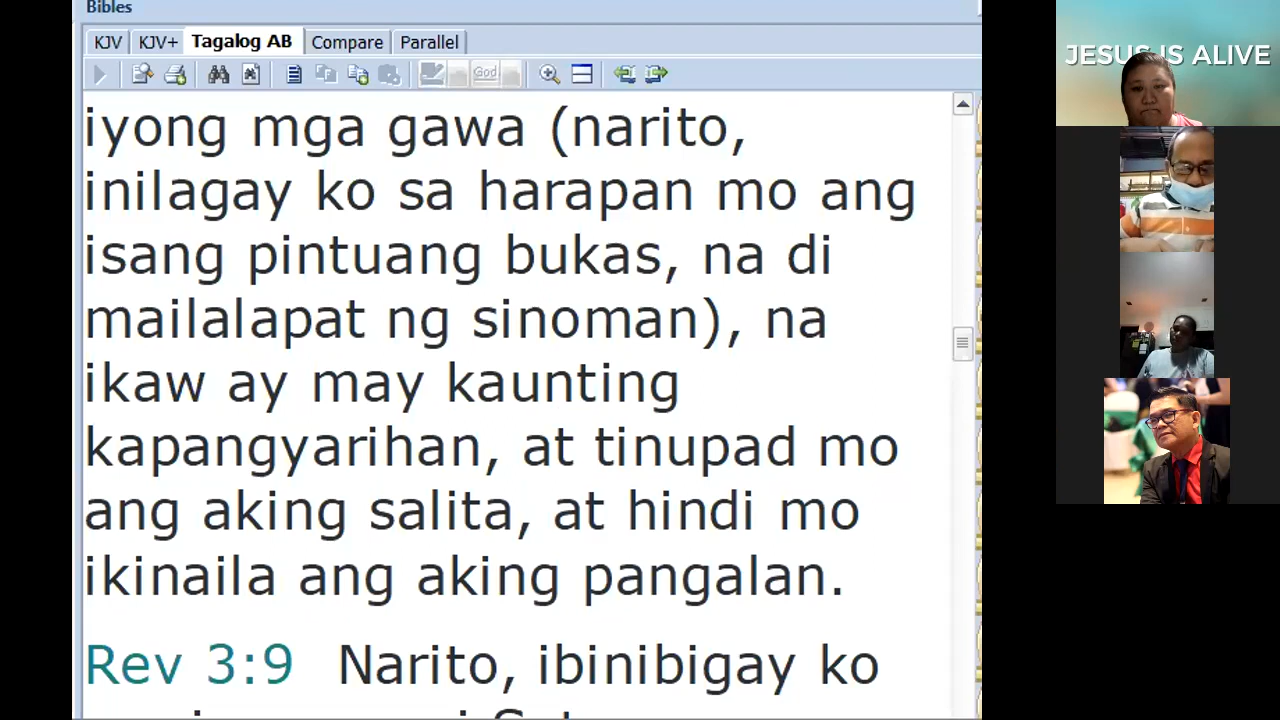 Bibles
KJV KJV+ Tagalog AB Compare Parallel
God
iyong mga gawa (narito,
inilagay ko sa harapan mo ang
isang pintuang bukas, na di
mailalapat ng sinoman), na
ikaw ay may kaunting
kapangyarihan, at tinupad mo
ang aking salita, at hindi mo
ikinaila ang aking pangalan.
Rev 3:9 Narito, ibinibigay ko
JESUS IS ALIVE